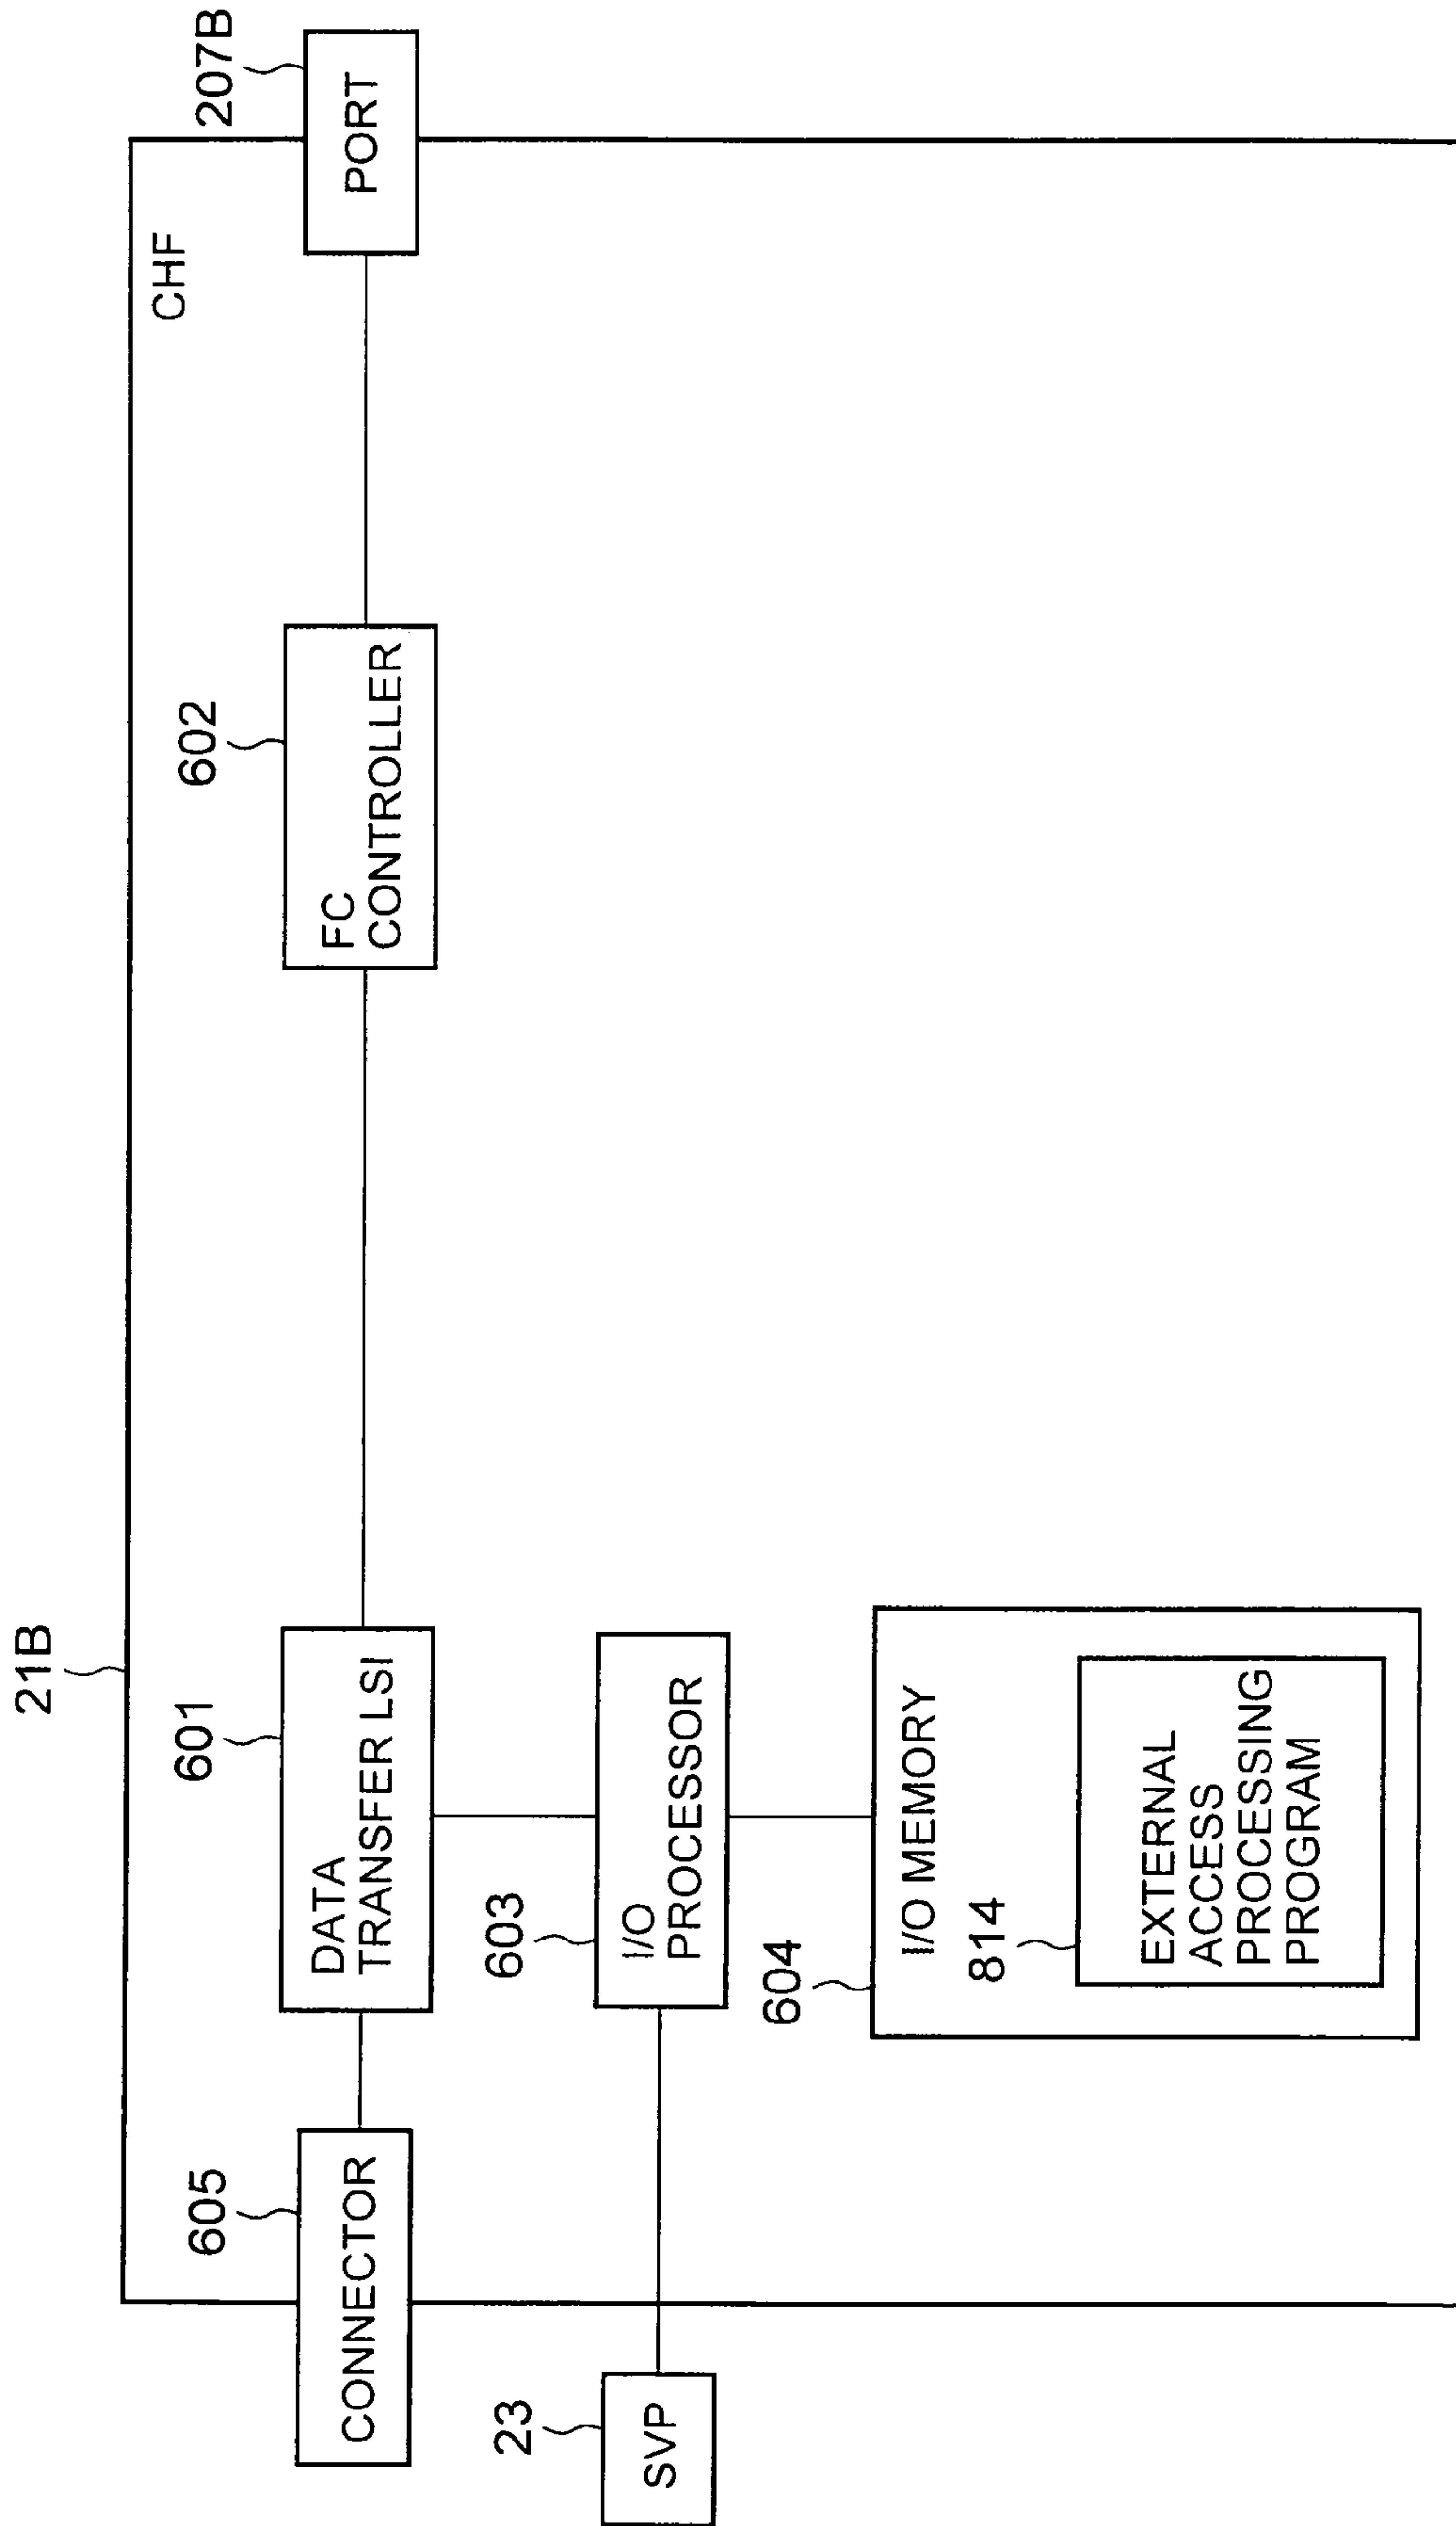 21B
CHF
605
CONNECTOR
601
DATA
TRANSFER LSI
602
FC
CONTROLLER
207B
PORT
23
SVP
603
I/O
PROCESSOR
604
I/O MEMORY
814
EXTERNAL
ACCESS
PROCESSING
PROGRAM